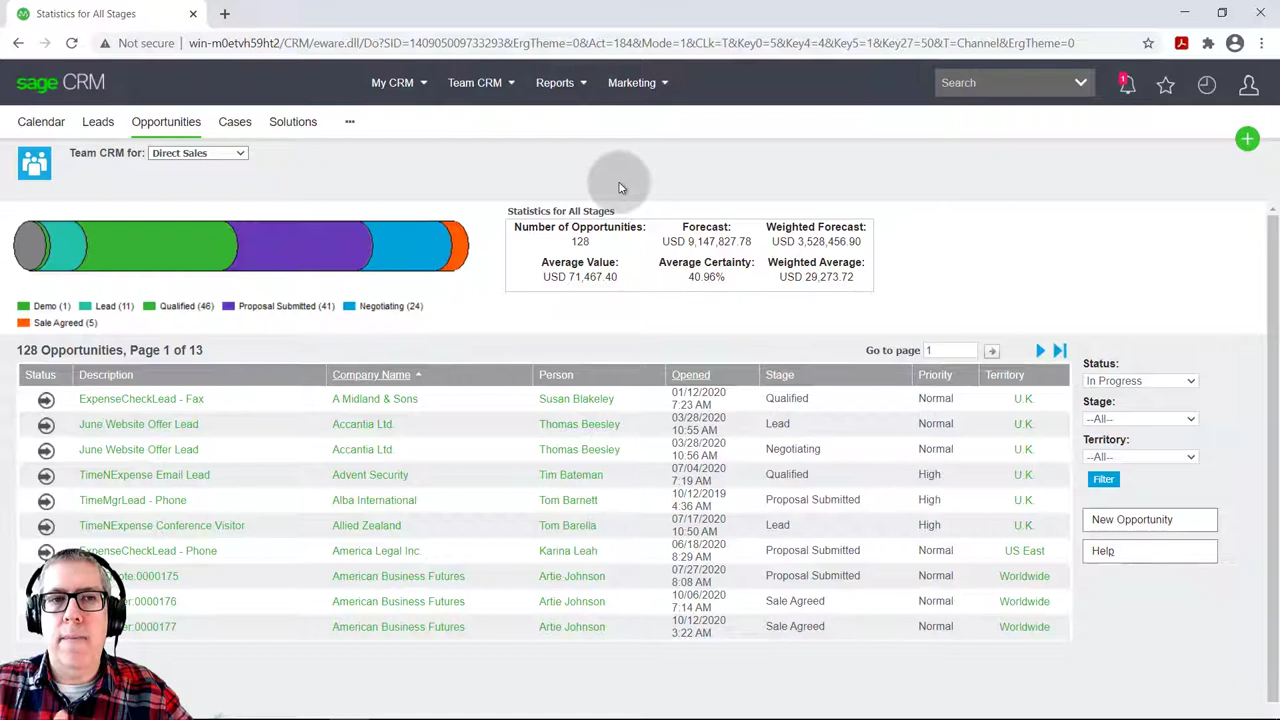 Statistics for All Stages
Not secure | win-m0etvh59ht2/CRM/eware.dll/Do?SID=140905009735293&ErgTheme=0&Act=184&Mode=1&CLk=T&Key0=5&Key4=4&Key5=1&Key27=50&T=Channel&ErgTheme=0
sage CRM My CRM Team CRM Reports Marketing Search 1
Calendar Leads Opportunities Cases Solutions
Team CRM for: Direct Sales
Statistics for All Stages
Number of Opportunities: Forecast: Weighted Forecast:
128 USD 9,147,827.78 USD 3,528,456.90
Average Value: Average Certainty: Weighted Average:
USD 71,467.40 40.96% USD 29,273.72
Demo (1) Lead (11) Qualified (46) Proposal Submitted (41) Negotiating (24)
Sale Agreed (5)
128 Opportunities, Page 1 of 13 Go to page 1
Status Description Company Name Person Opened Stage Priority Territory
ExpenseCheckLead - Fax A Midland & Sons Susan Blakeley 01/12/2020 7:23 AM Qualified Normal U.K.
June Website Offer Lead Accantia Ltd. Thomas Beesley 03/28/2020 10:55 AM Lead Normal U.K.
June Website Offer Lead Accantia Ltd. Thomas Beesley 03/28/2020 10:56 AM Negotiating Normal U.K.
TimeNExpense Email Lead Advent Security Tim Bateman 07/04/2020 7:19 AM Qualified High U.K.
TimeMgrLead - Phone Alba International Tom Barnett 10/12/2019 4:36 AM Proposal Submitted High U.K.
TimeNExpense Conference Visitor Allied Zealand Tom Barella 07/17/2020 10:50 AM Lead High U.K.
ExpenseCheckLead - Phone America Legal Inc. Karina Leah 06/18/2020 8:29 AM Proposal Submitted Normal US East
ote:0000175 American Business Futures Artie Johnson 07/27/2020 8:08 AM Proposal Submitted Normal Worldwide
er:0000176 American Business Futures Artie Johnson 10/06/2020 7:14 AM Sale Agreed Normal Worldwide
er:0000177 American Business Futures Artie Johnson 10/12/2020 3:22 AM Sale Agreed Normal Worldwide
Status:
In Progress
Stage:
--All--
Territory:
--All--
Filter
New Opportunity
Help